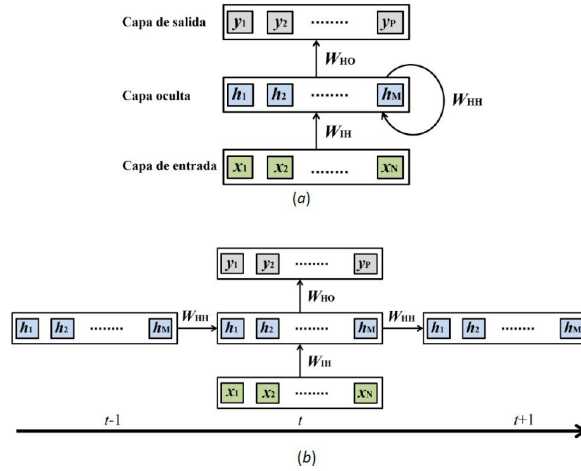 Capa de salida y1 y2 ........ yP
WHO
Capa oculta h1 h2 ........ hM WHH
WIH
Capa de entrada x1 x2 ........ xN
(a)
y1 y2 ........ yP
WHO
h1 h2 ........ hM WHH h1 h2 ........ hM WHH h1 h2 ........ hM
WIH
x1 x2 ........ xN
t-1 t t+1
(b)